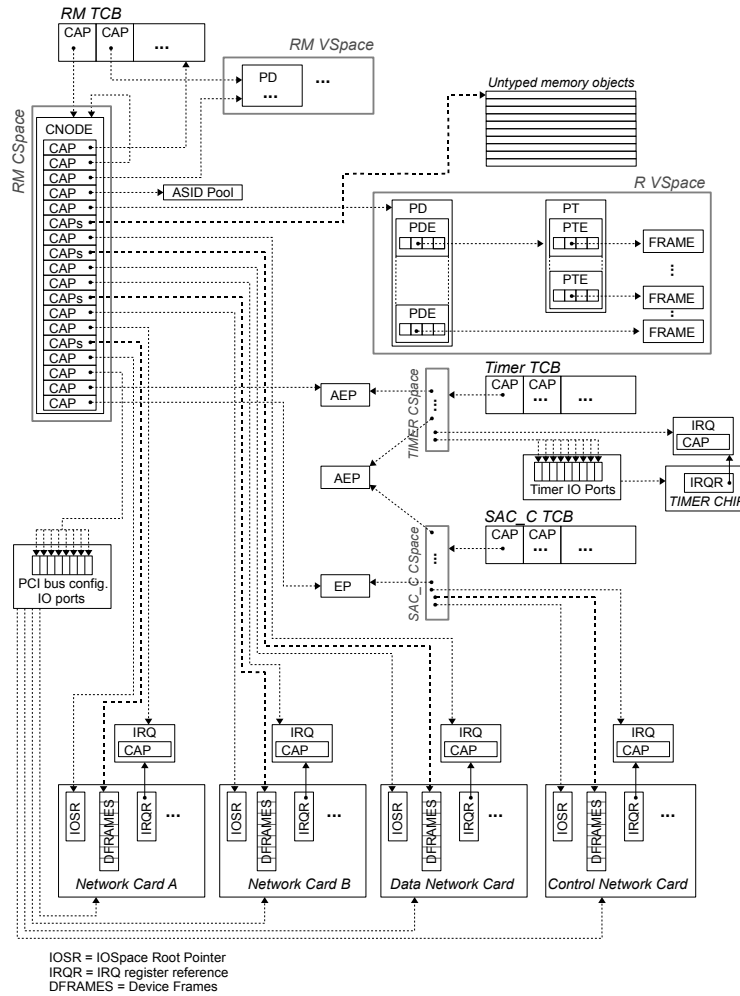 RM TCB
CAP CAP ...
RM VSpace
PD ...
...
Untyped memory objects
RM CSpace
CNODE
CAP
CAP
CAP
CAP
CAP
CAPs
CAP
CAPs
CAP
CAP
CAPs
CAP
CAP
CAPs
CAP
CAP
CAP
CAP
ASID Pool
R VSpace
PD PT
PDE PTE
FRAME
...
PTE
FRAME
PDE
...
FRAME
Timer TCB
CAP CAP
... ...
AEP
TIMER CSpace
...
IRQ
CAP
AEP
Timer IO Ports
IRQR
TIMER CHIP
SAC_C TCB
CAP CAP
... ...
SAC_C CSpace
...
EP
PCI bus config.
IO ports
IRQ IRQ IRQ IRQ
CAP CAP CAP CAP
IOSR DFRAMES IRQR ...
Network Card A
IOSR DFRAMES IRQR ...
Network Card B
IOSR DFRAMES IRQR ...
Data Network Card
IOSR DFRAMES IRQR ...
Control Network Card
IOSR = IOSpace Root Pointer
IRQR = IRQ register reference
DFRAMES = Device Frames